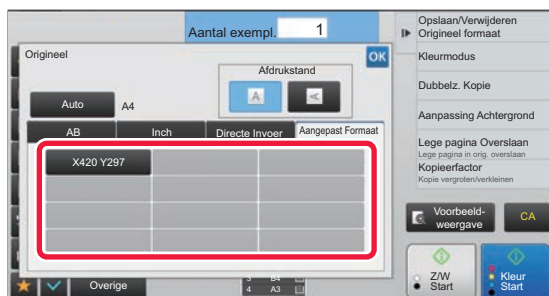 Aantal exempl. 1
Origineel
OK
Afdrukstand
A
A
Auto
A4
AB
Inch
Directe Invoer
Aangepast Formaat
X420 Y297
Overige
3 B4
4 A3
Opslaan/Verwijderen
Origineel formaat
Kleurmodus
Dubbelz. Kopie
Aanpassing Achtergrond
Lege pagina Overslaan
Lege pagina in orig. overslaan
Kopieerfactor
Kopie vergroten/verkleinen
Voorbeeld-
weergave
CA
Z/W
Start
Kleur
Start